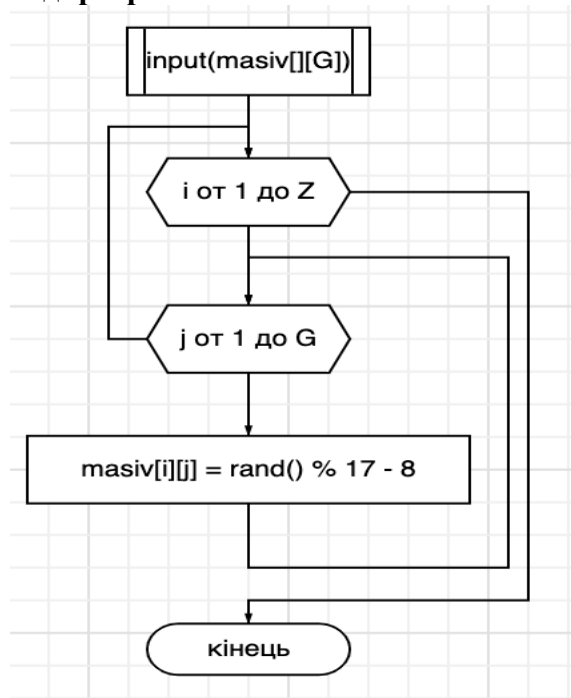 input(masiv[][G])
i от 1 до Z
j от 1 до G
masiv[i][j] = rand() % 17 - 8
кінець